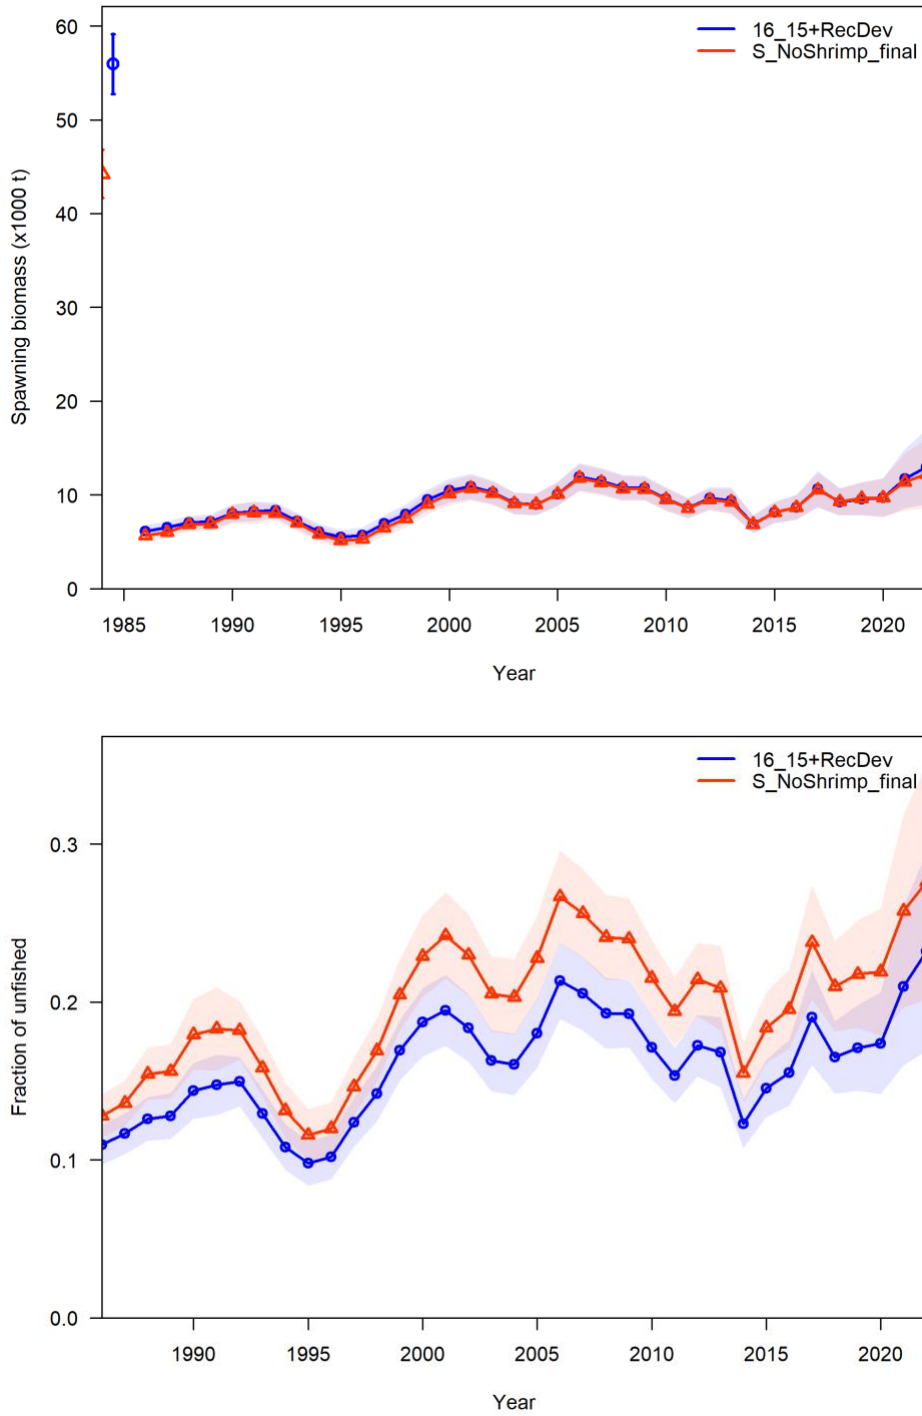 60
50
40
30
20
10
0
Spawning biomass (x1000 t)
16_15+RecDev
S_NoShrimp_final
1985 1990 1995 2000 2005 2010 2015 2020
Year
0.3
0.2
0.1
0.0
Fraction of unfished
16_15+RecDev
S_NoShrimp_final
1990 1995 2000 2005 2010 2015 2020
Year